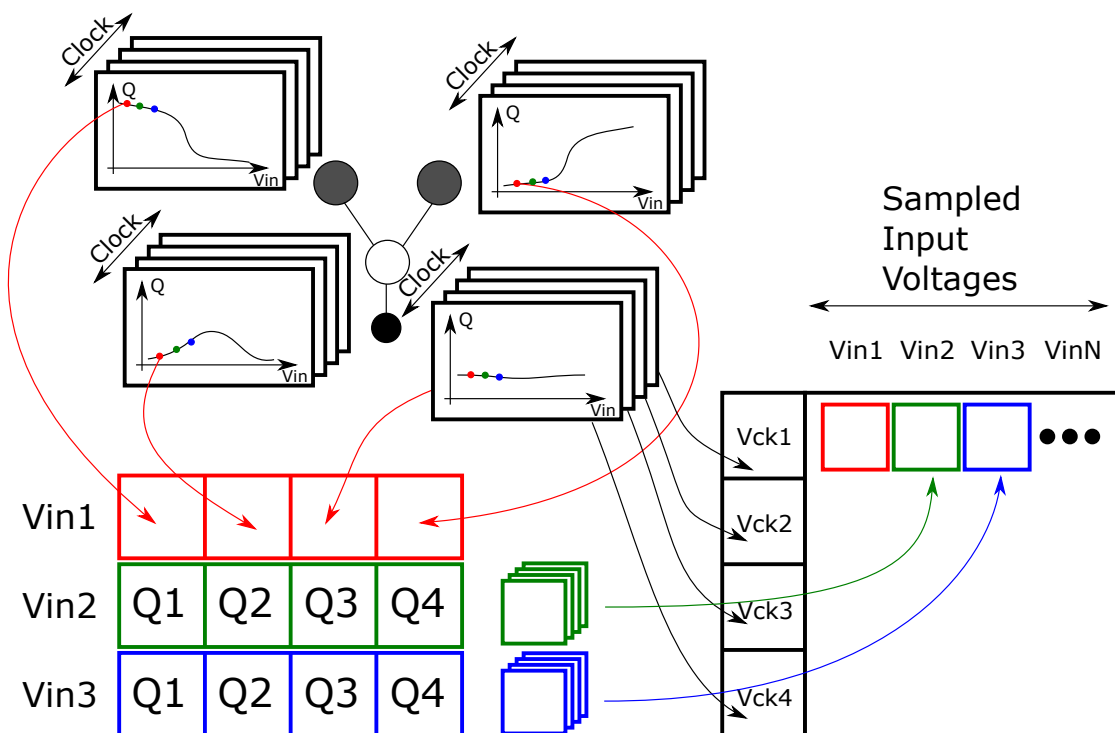 Clock
Q
Vin
Clock
Q
Vin
Clock
Q
Vin
Clock
Q
Vin
Sampled
Input
Voltages
Vin1 Vin2 Vin3 VinN
Vck1
Vck2
Vck3
Vck4
Vin1
Vin2 Q1 Q2 Q3 Q4
Vin3 Q1 Q2 Q3 Q4